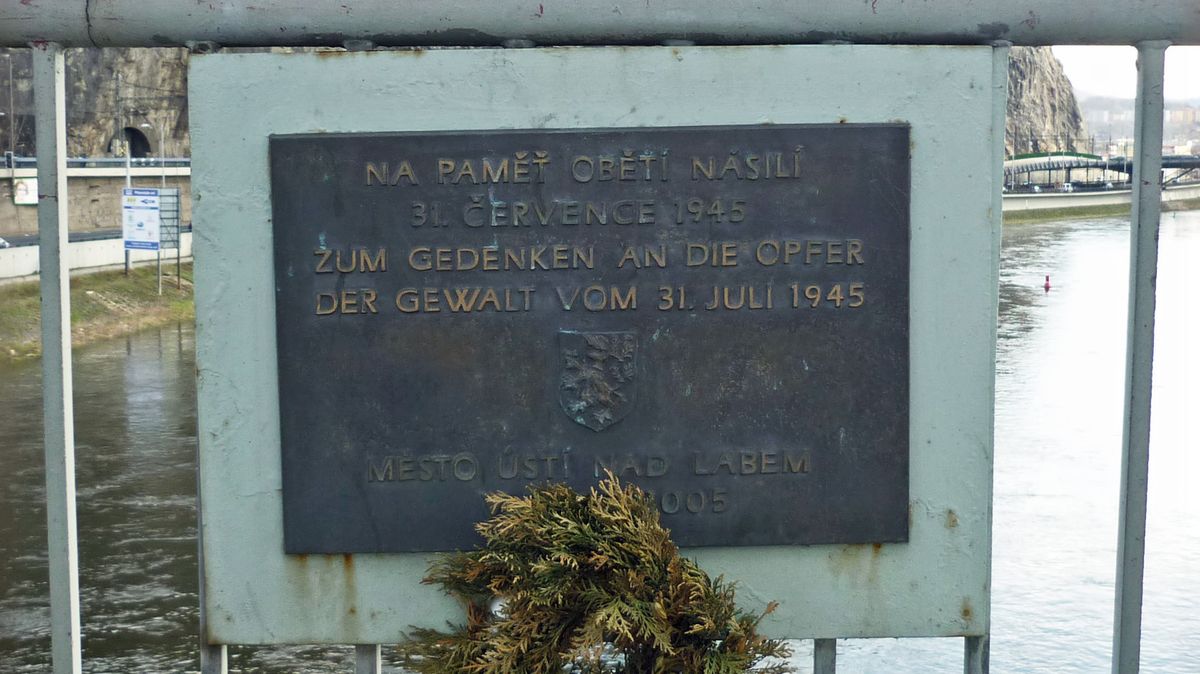 NA PAMĚŤ OBĚTÍ NÁSILÍ
31. ČERVENCE 1945
ZUM GEDENKEN AN DIE OPFER
DER GEWALT VOM 31. JULI 1945
MĚSTO ÚSTÍ NAD LABEM